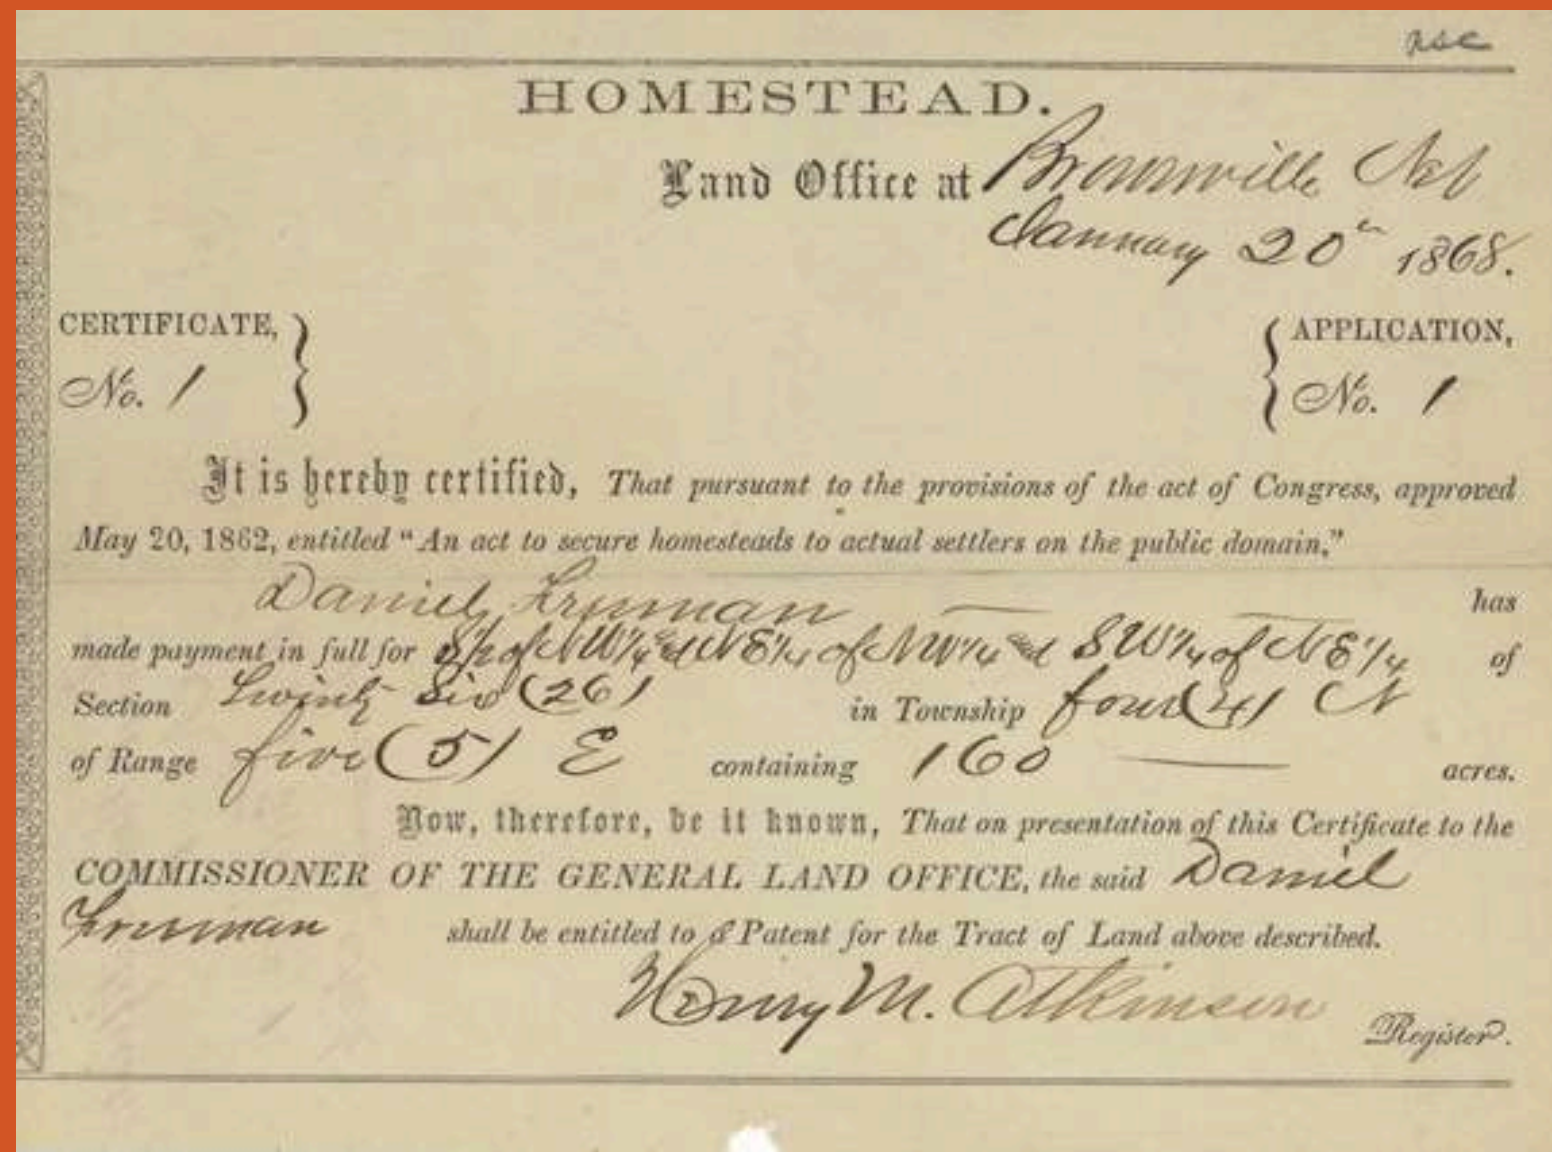 HOMESTEAD.
Land Office at Brownville Neb
January 20th 1868.
CERTIFICATE,
No. 1
APPLICATION,
No. 1
It is hereby certified, That pursuant to the provisions of the act of Congress, approved
May 20, 1862, entitled “An act to secure homesteads to actual settlers on the public domain,”
Daniel Freeman has
made payment in full for S½ of NW¼ and NE¼ of NW¼ and SW¼ of NE¼ of
Section Twenty Six (26) in Township four (4) N
of Range five (5) E containing 160 acres.
Now, therefore, be it known, That on presentation of this Certificate to the
COMMISSIONER OF THE GENERAL LAND OFFICE, the said Daniel
Freeman shall be entitled to a Patent for the Tract of Land above described.
Henry M. Atkinson
Register.